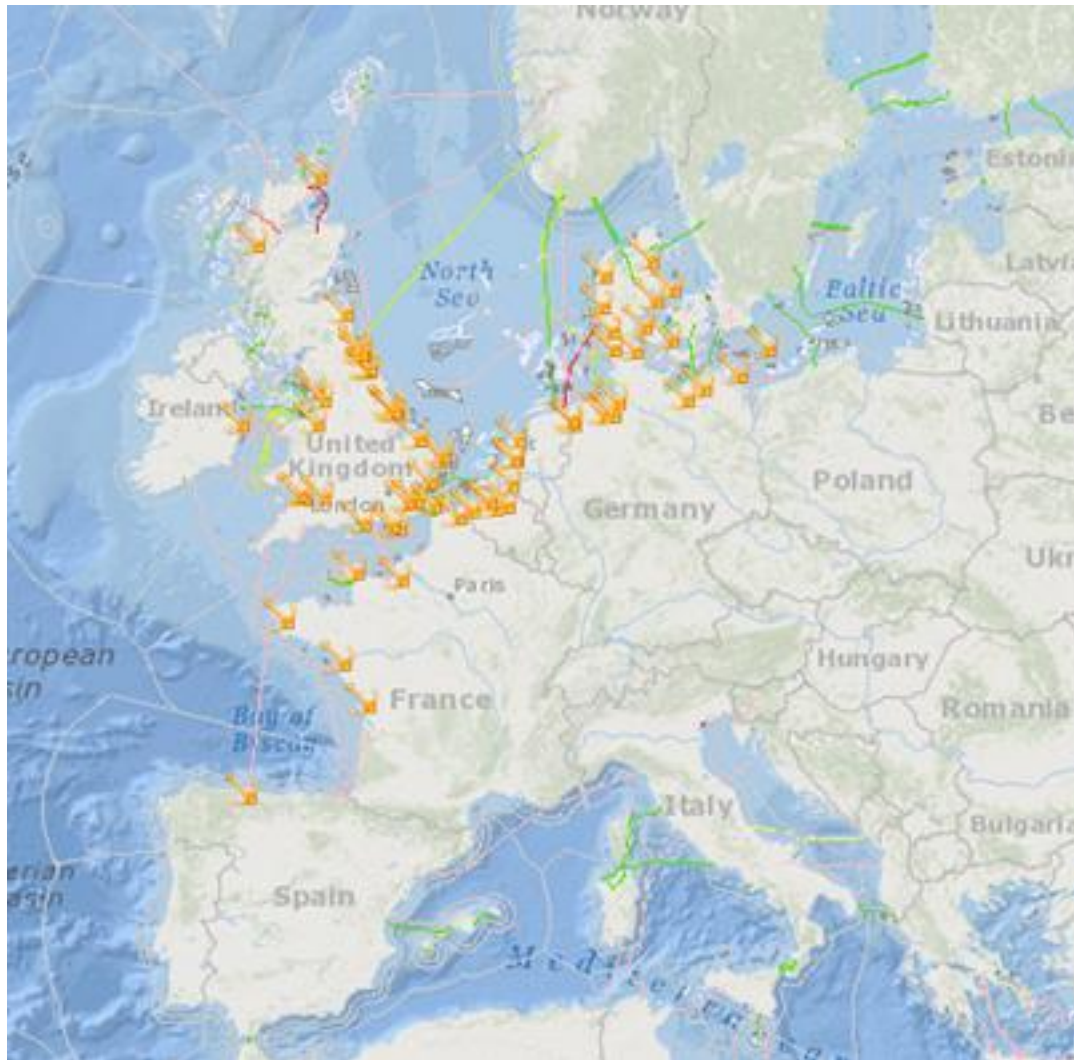 Norway
Estonia
North
Sea
Latvia
Baltic
Sea
Lithuania
Ireland
United
Kingdom
London
Poland
Germany
Paris
Ukr
ropean
sin
Hungary
France
Romania
Bay of
Biscay
Italy
Bulgaria
erian
asin
Spain